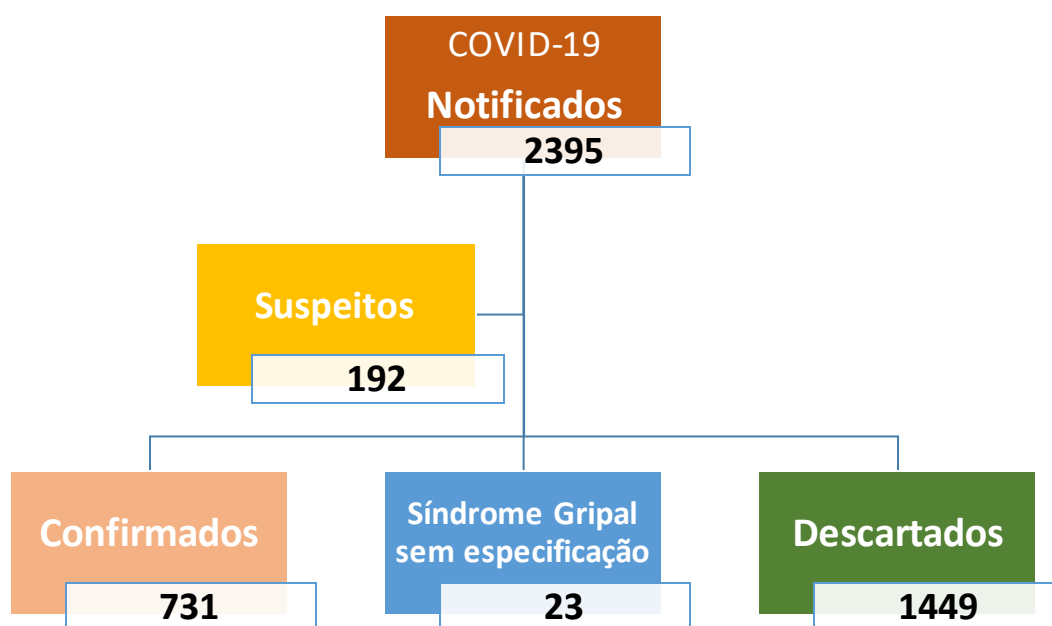 COVID-19
Notificados
2395
Suspeitos
192
Confirmados
731
Síndrome Gripal
sem especificação
23
Descartados
1449